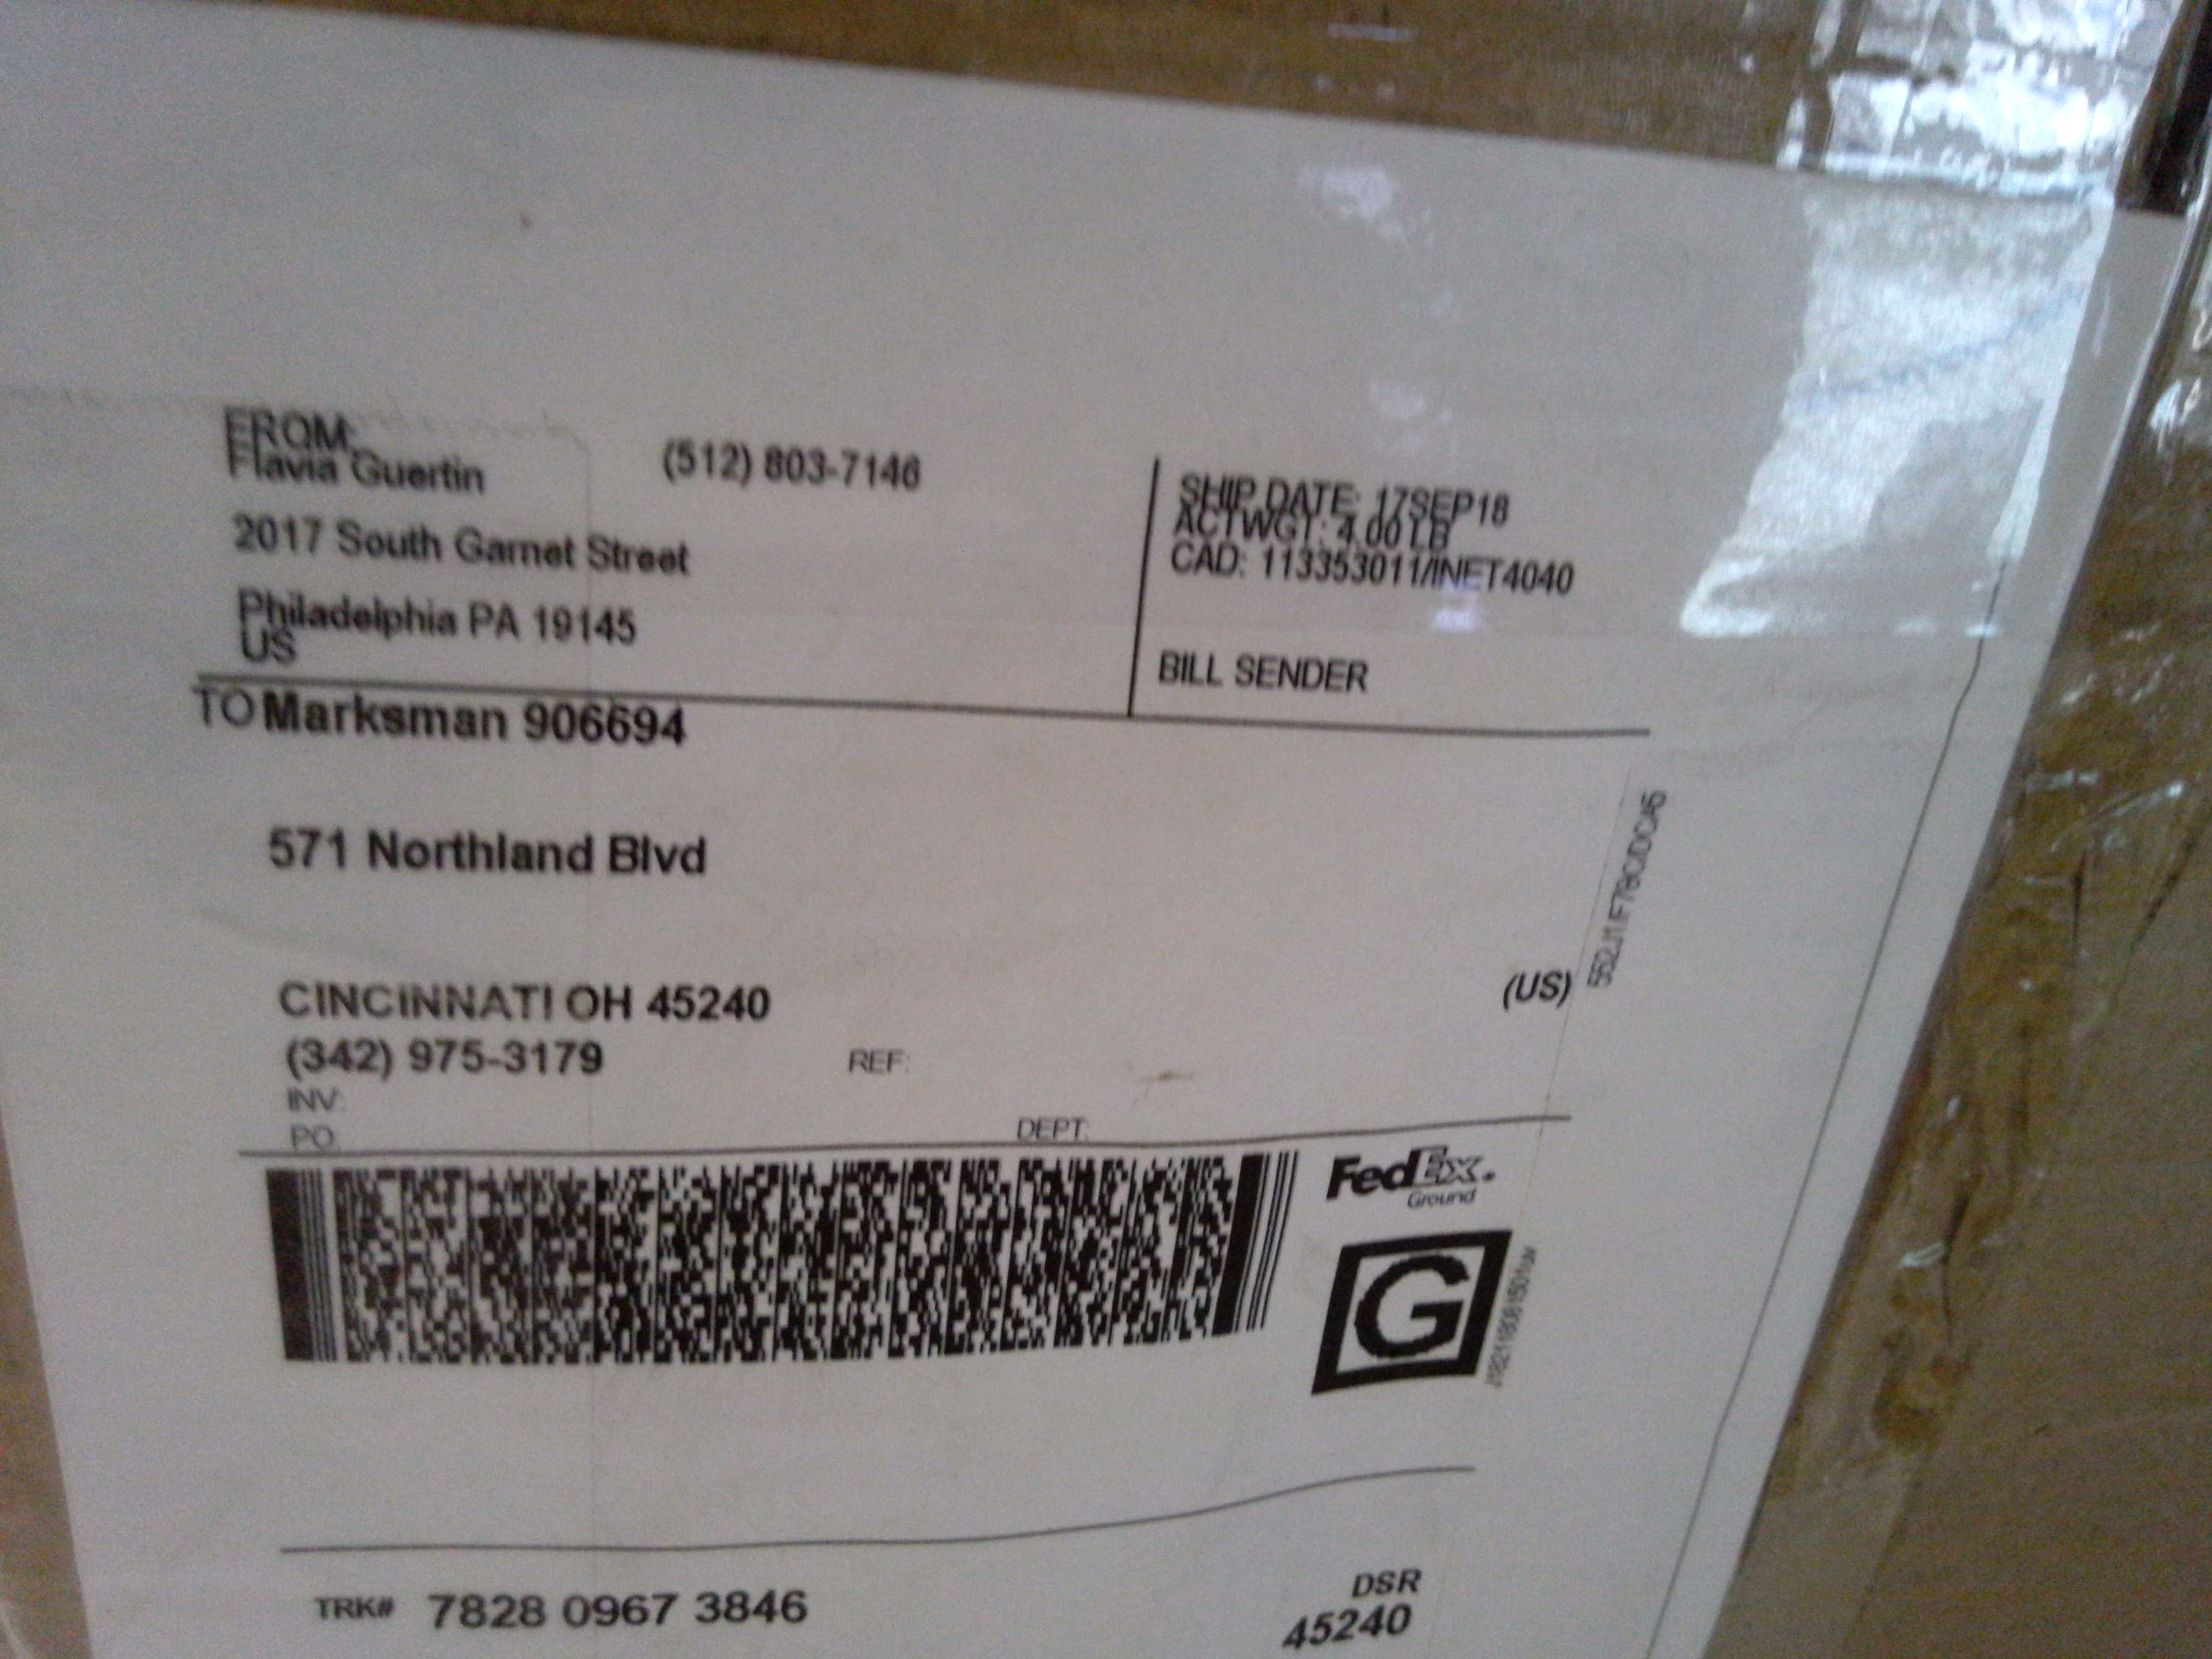 FROM:
Flavia Guertin (512) 803-7146
2017 South Garnet Street
Philadelphia PA 19145
US
SHIP DATE: 17SEP18
ACTWGT: 4.00 LB
CAD: 113353011/INET4040
BILL SENDER
TO Marksman 906694
571 Northland Blvd
CINCINNATI OH 45240
(US)
(342) 975-3179 REF:
INV:
PO: DEPT:
FedEx.
Ground
G
TRK# 7828 0967 3846
DSR
45240